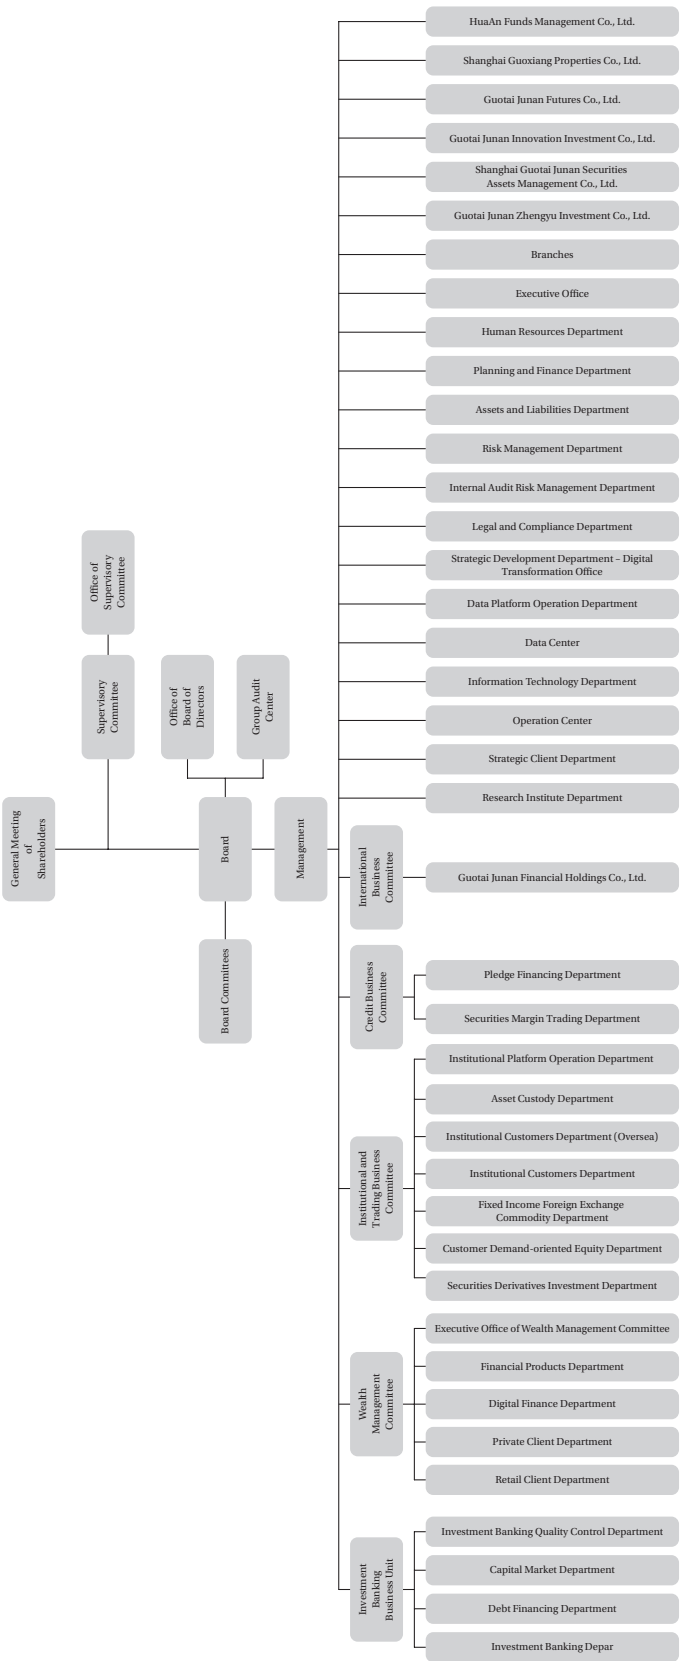 HuaAn Funds Management Co., Ltd.
Shanghai Guoxiang Properties Co., Ltd.
Guotai Junan Futures Co., Ltd.
Guotai Junan Innovation Investment Co., Ltd.
Shanghai Guotai Junan Securities
Assets Management Co., Ltd.
Guotai Junan Zhengyu Investment Co., Ltd.
Branches
Executive Office
Human Resources Department
Planning and Finance Department
Assets and Liabilities Department
Risk Management Department
Internal Audit Risk Management Department
Legal and Compliance Department
Strategic Development Department – Digital
Transformation Office
Data Platform Operation Department
Data Center
Information Technology Department
Operation Center
Strategic Client Department
Research Institute Department
Office of
Supervisory
Committee
Supervisory
Committee
Office of
Board of
Directors
Group Audit
Center
General Meeting
of
Shareholders
Board
Management
Board Committees
International
Business
Committee
Guotai Junan Financial Holdings Co., Ltd.
Credit Business
Committee
Pledge Financing Department
Securities Margin Trading Department
Institutional and
Trading Business
Committee
Institutional Platform Operation Department
Asset Custody Department
Institutional Customers Department (Oversea)
Institutional Customers Department
Fixed Income Foreign Exchange
Commodity Department
Customer Demand-oriented Equity Department
Securities Derivatives Investment Department
Wealth
Management
Committee
Executive Office of Wealth Management Committee
Financial Products Department
Digital Finance Department
Private Client Department
Retail Client Department
Investment
Banking
Business Unit
Investment Banking Quality Control Department
Capital Market Department
Debt Financing Department
Investment Banking Depar